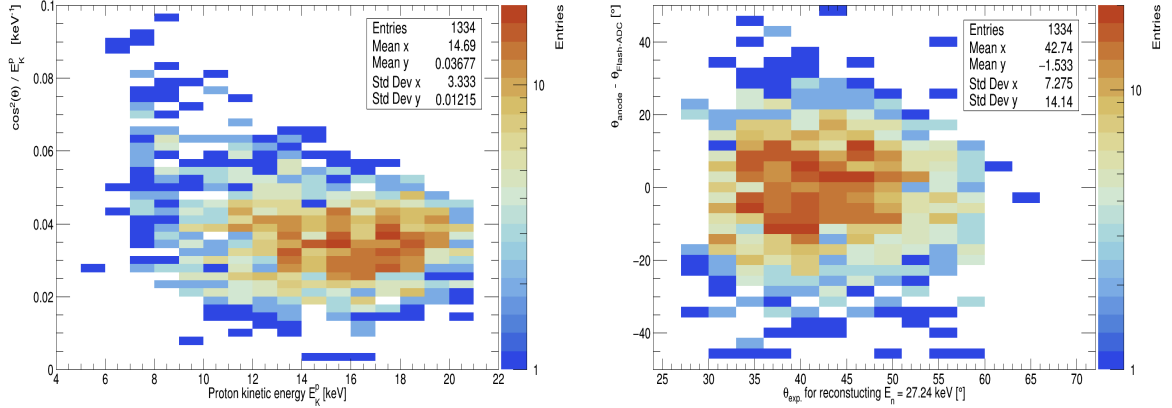 cos²(θ) / E_K^p [keV⁻¹]
0.1
0.08
0.06
0.04
0.02
0
4 6 8 10 12 14 16 18 20 22
Proton kinetic energy E_K^p [keV]
Entries 1334
Mean x 14.69
Mean y 0.03677
Std Dev x 3.333
Std Dev y 0.01215
Entries
10
1
θ_anode - θ_Flash-ADC [°]
40
20
0
−20
−40
25 30 35 40 45 50 55 60 65 70
θ_exp. for reconstucting E_n = 27.24 keV [°]
Entries 1334
Mean x 42.74
Mean y −1.533
Std Dev x 7.275
Std Dev y 14.14
Entries
10
1